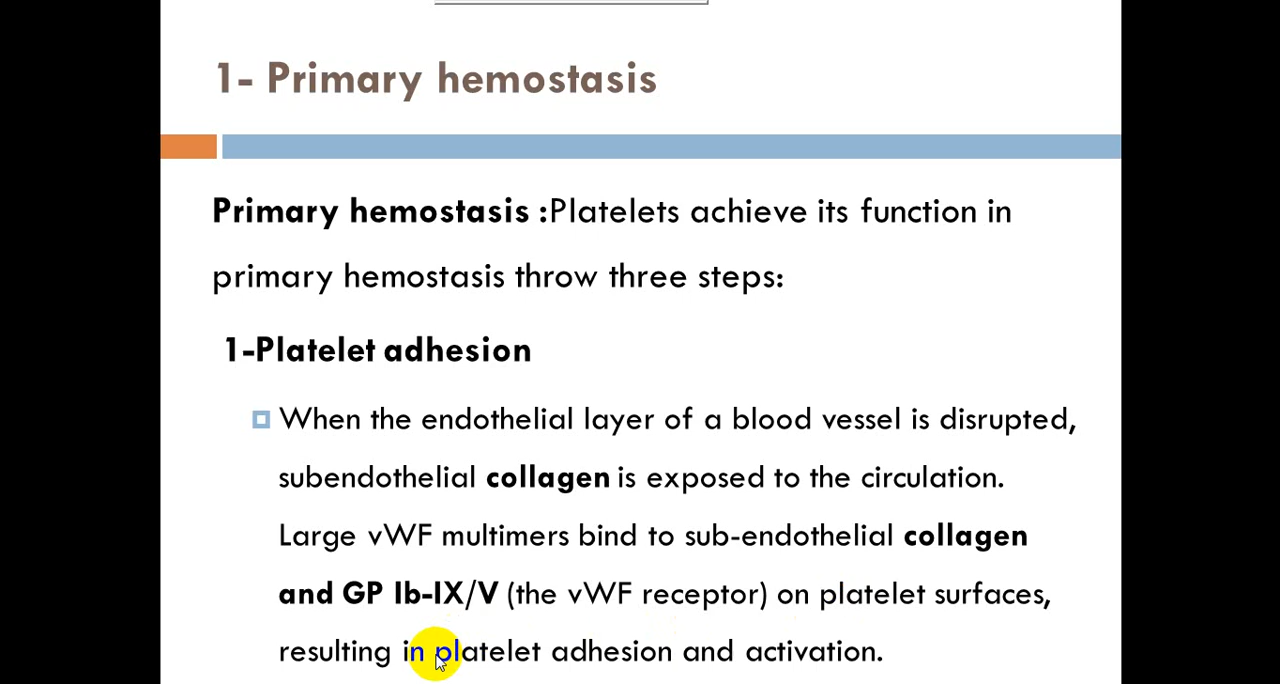 1- Primary hemostasis
Primary hemostasis :Platelets achieve its function in
primary hemostasis throw three steps:
1-Platelet adhesion
When the endothelial layer of a blood vessel is disrupted,
subendothelial collagen is exposed to the circulation.
Large vWF multimers bind to sub-endothelial collagen
and GP Ib-IX/V (the vWF receptor) on platelet surfaces,
resulting in platelet adhesion and activation.